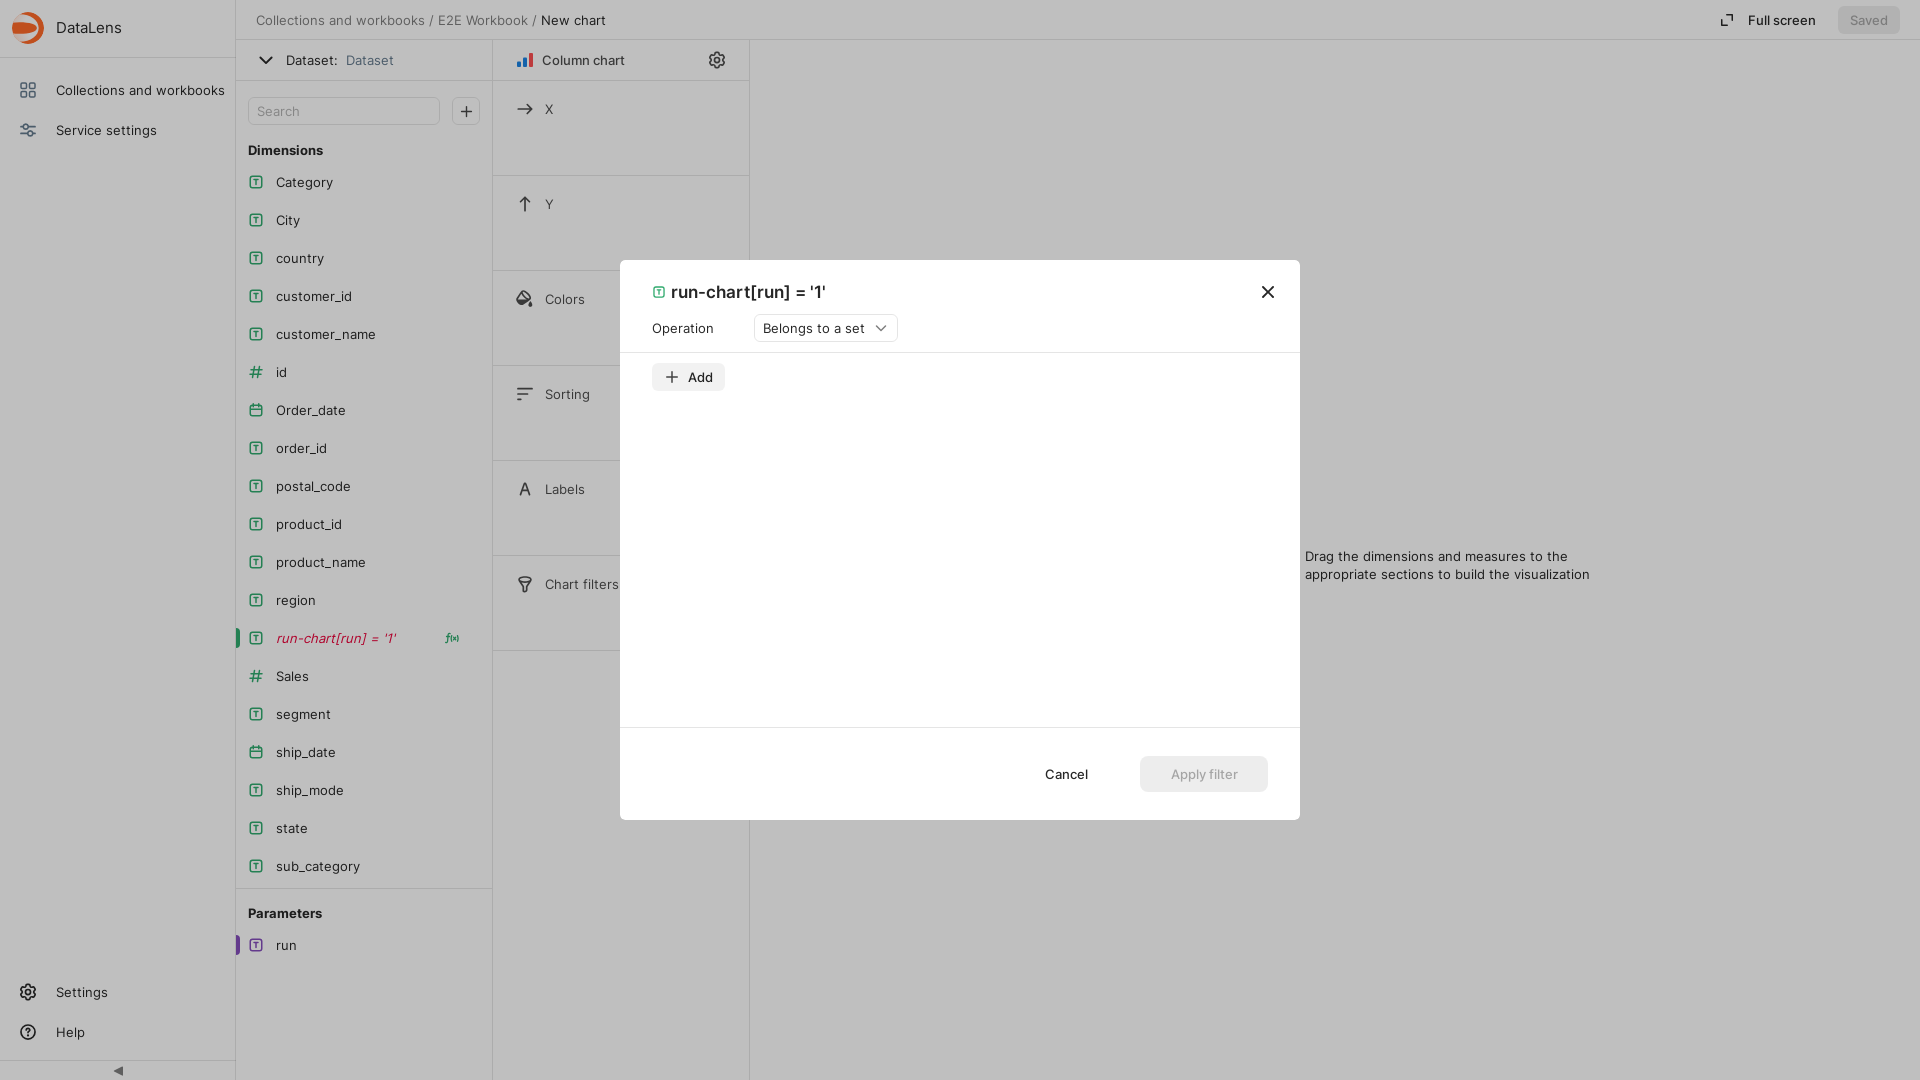 DataLens
Collections and workbooks
Service settings
Settings
Help
Collections and workbooks / E2E Workbook / New chart
Full screen
Saved
Dataset: Dataset
Search
Dimensions
Category
City
country
customer_id
customer_name
id
Order_date
order_id
postal_code
product_id
product_name
region
run-chart[run] = '1'
Sales
segment
ship_date
ship_mode
state
sub_category
Parameters
run
Column chart
X
Y
Colors
Sorting
Labels
Chart filters
run-chart[run] = '1'
Operation
Belongs to a set
Add
Cancel
Apply filter
Drag the dimensions and measures to the
appropriate sections to build the visualization